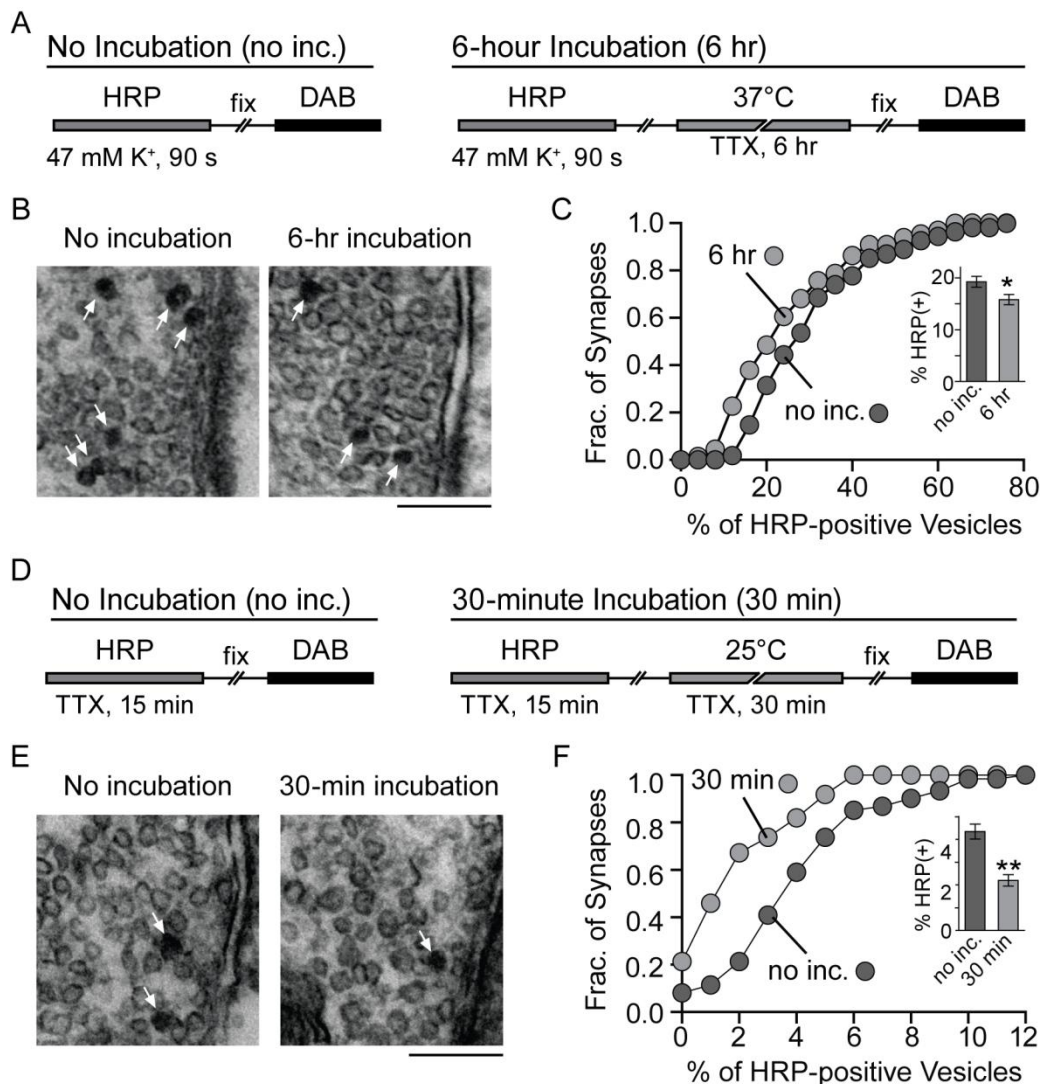 A
No Incubation (no inc.)
6-hour Incubation (6 hr)
HRP
fix
DAB
HRP
37°C
fix
DAB
47 mM K⁺, 90 s
47 mM K⁺, 90 s
TTX, 6 hr
B
No incubation
6-hr incubation
C
Frac. of Synapses
1.0
0.8
0.6
0.4
0.2
0.0
6 hr
no inc.
% HRP(+)
20
10
0
*
no inc.
6 hr
0
20
40
60
80
% of HRP-positive Vesicles
D
No Incubation (no inc.)
30-minute Incubation (30 min)
HRP
fix
DAB
HRP
25°C
fix
DAB
TTX, 15 min
TTX, 15 min
TTX, 30 min
E
No incubation
30-min incubation
F
Frac. of Synapses
1.0
0.8
0.6
0.4
0.2
0.0
30 min
no inc.
% HRP(+)
4
2
0
**
no inc.
30 min
0
2
4
6
8
10
12
% of HRP-positive Vesicles